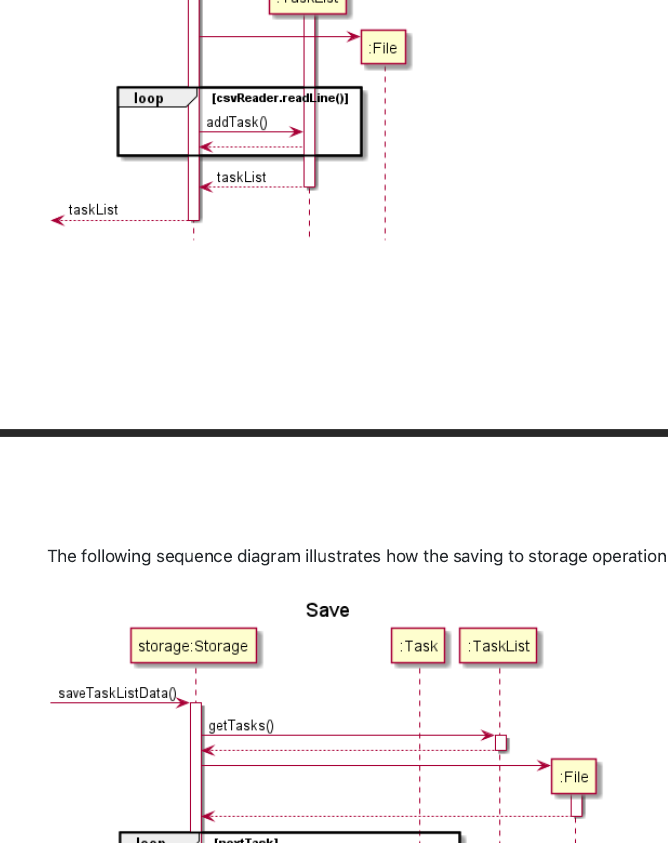 :TaskList
:File
loop
[csvReader.readLine()]
addTask()
taskList
taskList
The following sequence diagram illustrates how the saving to storage operation
Save
storage:Storage
:Task
:TaskList
saveTaskListData()
getTasks()
:File
loop
[nextTask]